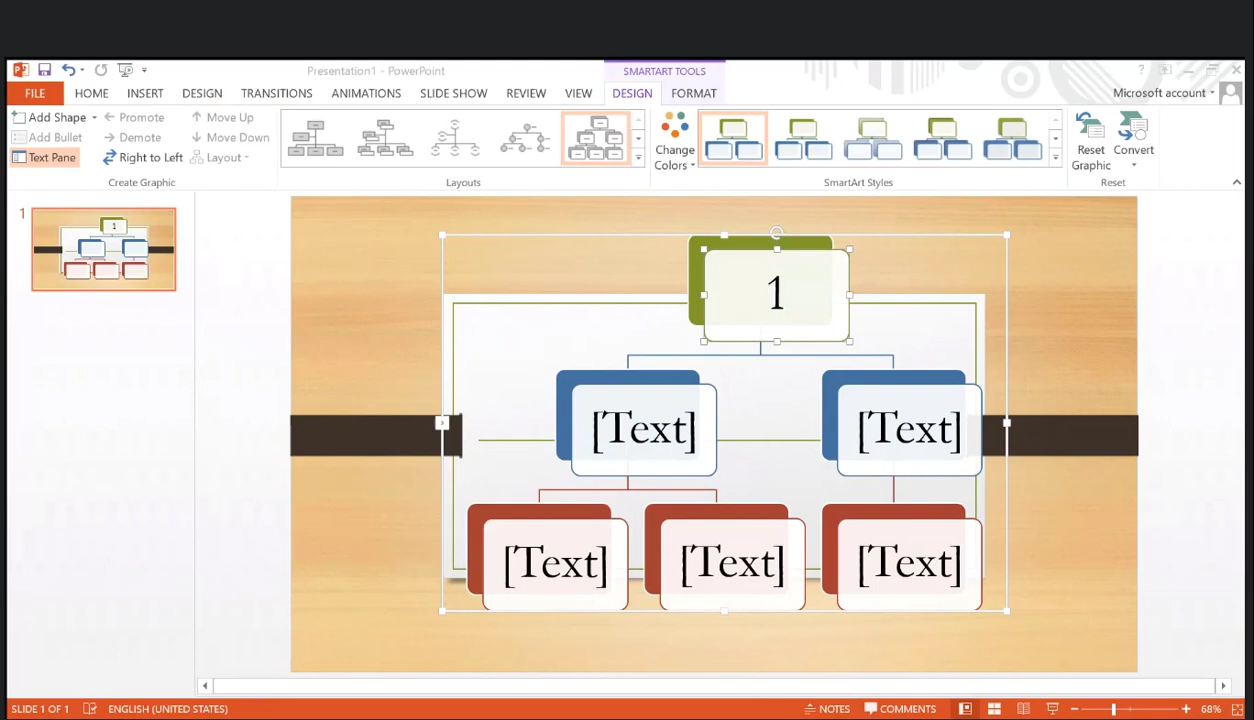 Presentation1 - PowerPoint
SMARTART TOOLS
?
FILE HOME INSERT DESIGN TRANSITIONS ANIMATIONS SLIDE SHOW REVIEW VIEW DESIGN FORMAT Microsoft account
Add Shape Promote Move Up
Add Bullet Demote Move Down
Text Pane Right to Left Layout
Change Colors
Reset Graphic
Convert
Create Graphic Layouts SmartArt Styles Reset
1
1
1
[Text] [Text]
[Text] [Text] [Text]
SLIDE 1 OF 1 ENGLISH (UNITED STATES) NOTES COMMENTS 68%